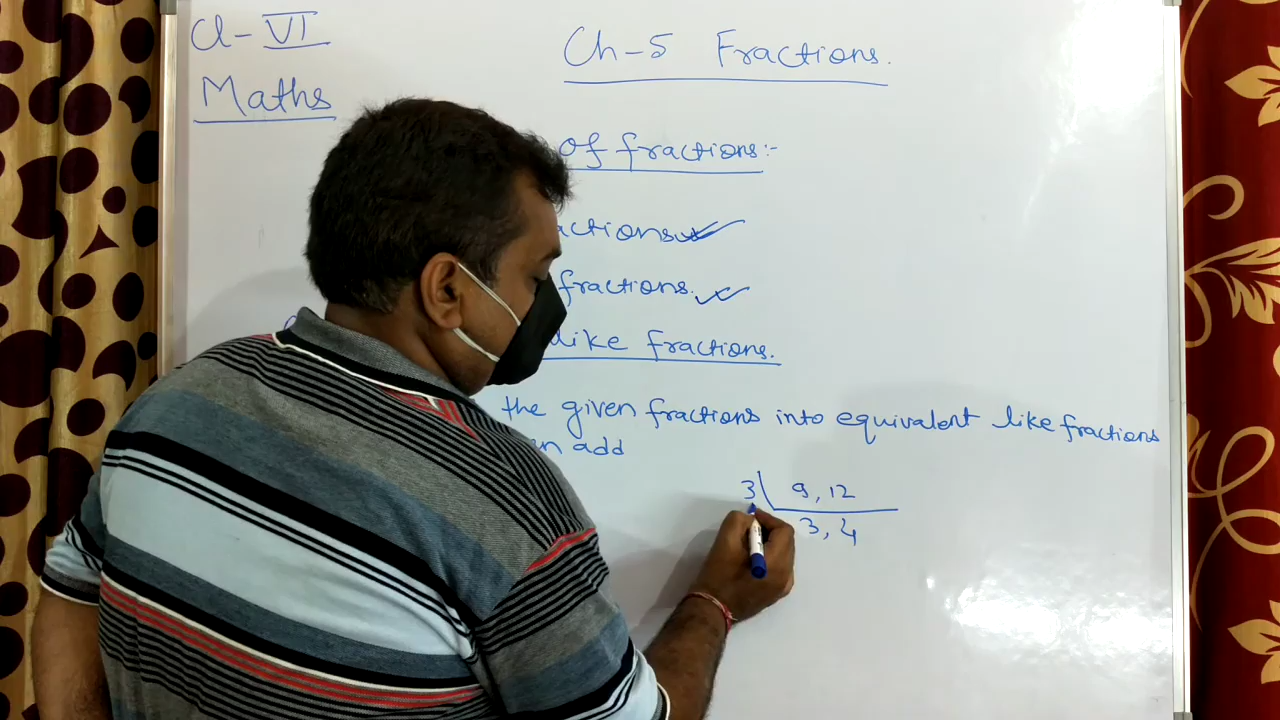 Cl- VI
Maths
Ch-5 Fractions.
of fractions:-
actions
fractions.
like fractions.
the given fractions into equivalent like fractions
n add
3 9, 12
3, 4